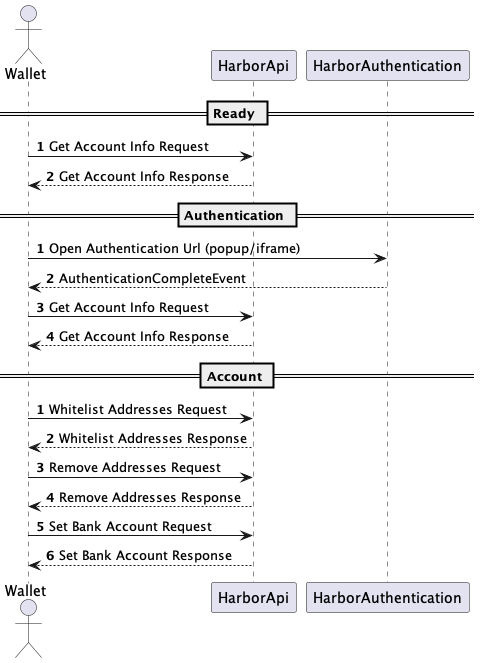 Wallet
HarborApi
HarborAuthentication
Ready
1 Get Account Info Request
2 Get Account Info Response
Authentication
1 Open Authentication Url (popup/iframe)
2 AuthenticationCompleteEvent
3 Get Account Info Request
4 Get Account Info Response
Account
1 Whitelist Addresses Request
2 Whitelist Addresses Response
3 Remove Addresses Request
4 Remove Addresses Response
5 Set Bank Account Request
6 Set Bank Account Response
Wallet
HarborApi
HarborAuthentication